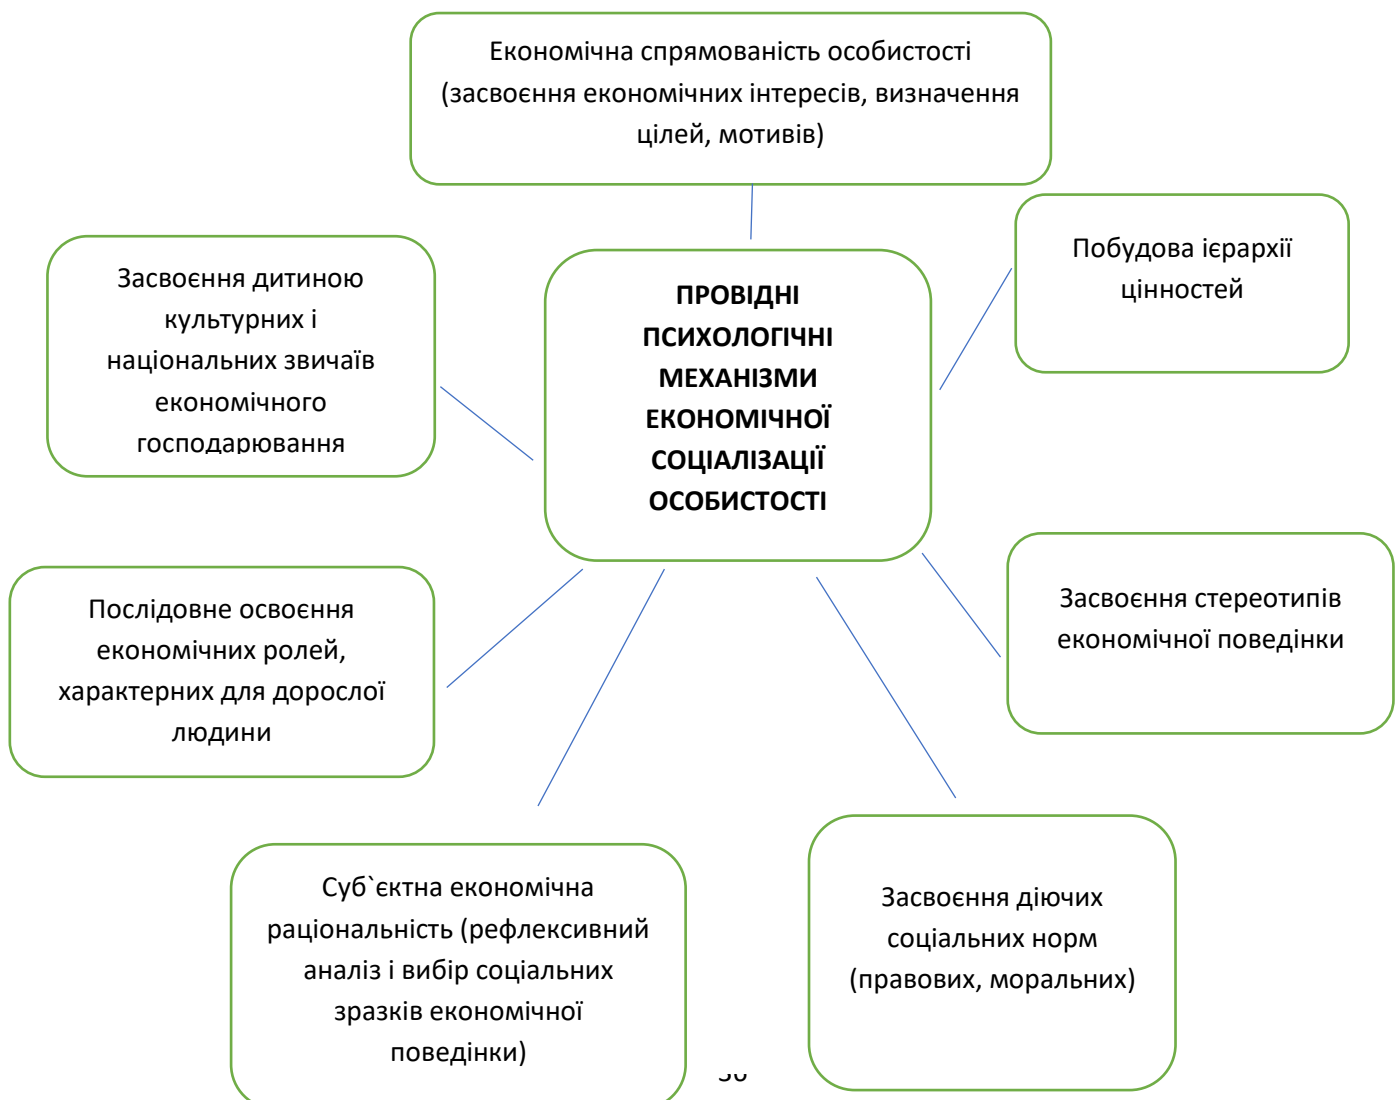 Економічна спрямованість особистості
(засвоєння економічних інтересів, визначення
цілей, мотивів)
Побудова ієрархії
цінностей
Засвоєння дитиною
культурних і
національних звичаїв
економічного
господарювання
ПРОВІДНІ
ПСИХОЛОГІЧНІ
МЕХАНІЗМИ
ЕКОНОМІЧНОЇ
СОЦІАЛІЗАЦІЇ
ОСОБИСТОСТІ
Послідовне освоєння
економічних ролей,
характерних для дорослої
людини
Засвоєння стереотипів
економічної поведінки
Суб`єктна економічна
раціональність (рефлексивний
аналіз і вибір соціальних
зразків економічної
поведінки)
Засвоєння діючих
соціальних норм
(правових, моральних)